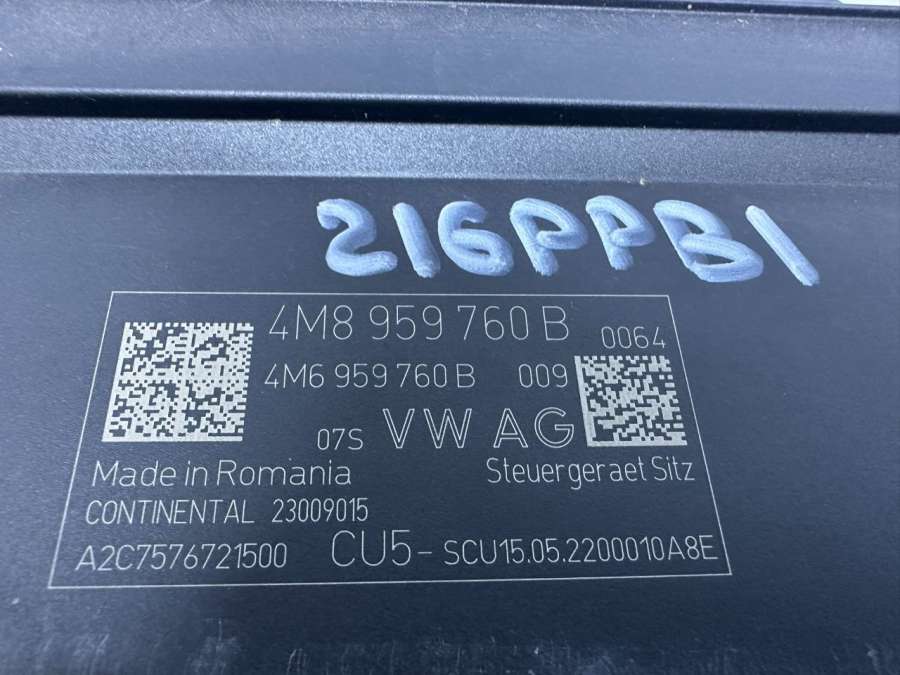 216PPB1
4M8 959 760 B 0064
4M6 959 760 B 009
07S VW AG
Made in Romania Steuergeraet Sitz
CONTINENTAL 23009015
A2C7576721500 CU5-SCU15.05.2200010A8E